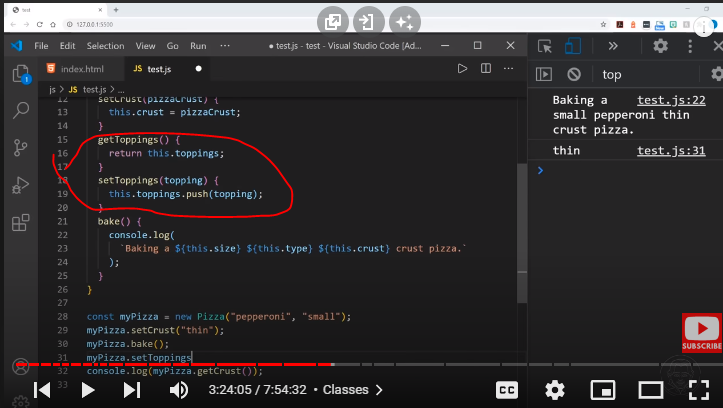 test
127.0.0.1:5500
File Edit Selection View Go Run ··· ● test.js - test - Visual Studio Code [Ad...
index.html JS test.js ●
js > JS test.js > ...
12 setCrust(pizzaCrust) {
13 this.crust = pizzaCrust;
14 }
15 getToppings() {
16 return this.toppings;
17 }
18 setToppings(topping) {
19 this.toppings.push(topping);
20 }
21 bake() {
22 console.log(
23 `Baking a ${this.size} ${this.type} ${this.crust} crust pizza.`
24 );
25 }
26 }
27
28 const myPizza = new Pizza("pepperoni", "small");
29 myPizza.setCrust("thin");
30 myPizza.bake();
31 myPizza.setToppings
32 console.log(myPizza.getCrust());
33
top
Baking a test.js:22
small pepperoni thin
crust pizza.
thin test.js:31
SUBSCRIBE
3:24:05 / 7:54:32 • Classes >
CC